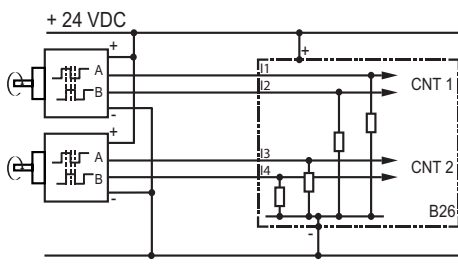 + 24 VDC
+
A
B
-
+
A
B
-
+
I1
I2
CNT 1
I3
I4
CNT 2
B26
-